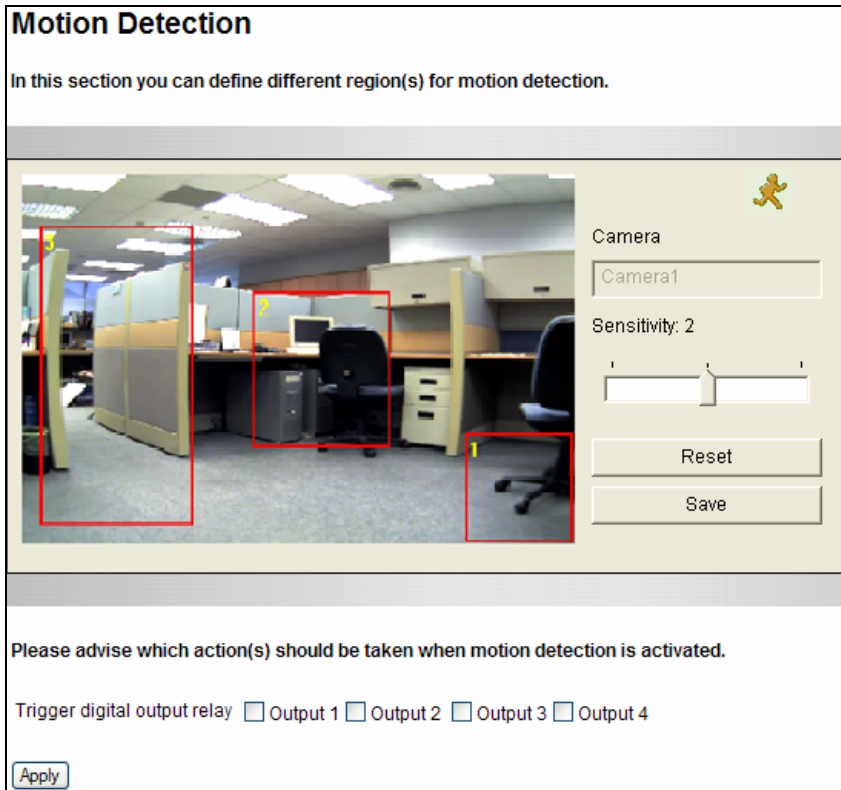 Motion Detection
In this section you can define different region(s) for motion detection.
3
2
1
Camera
Camera1
Sensitivity: 2
Reset
Save
Please advise which action(s) should be taken when motion detection is activated.
Trigger digital output relay Output 1 Output 2 Output 3 Output 4
Apply